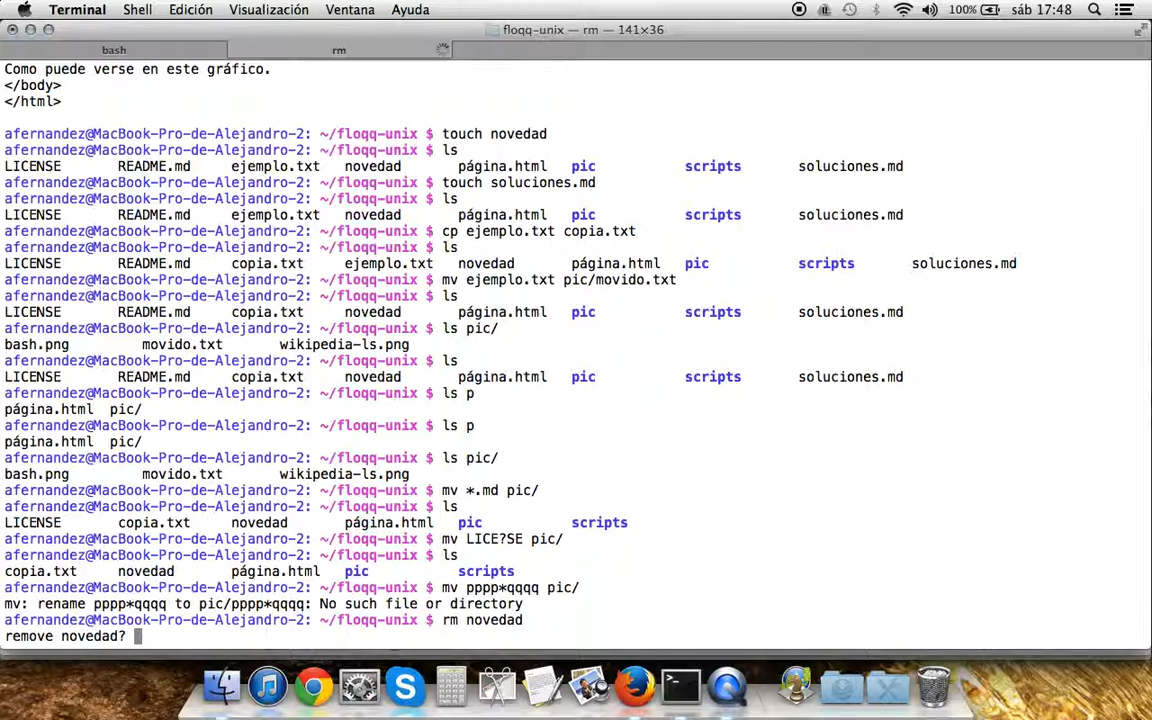 Terminal Shell Edición Visualización Ventana Ayuda 100% sáb 17:48
floqq-unix — rm — 141×36
bash rm
Como puede verse en este gráfico.
</body>
</html>
afernandez@MacBook-Pro-de-Alejandro-2: ~/floqq-unix $ touch novedad
afernandez@MacBook-Pro-de-Alejandro-2: ~/floqq-unix $ ls
LICENSE README.md ejemplo.txt novedad página.html pic scripts soluciones.md
afernandez@MacBook-Pro-de-Alejandro-2: ~/floqq-unix $ touch soluciones.md
afernandez@MacBook-Pro-de-Alejandro-2: ~/floqq-unix $ ls
LICENSE README.md ejemplo.txt novedad página.html pic scripts soluciones.md
afernandez@MacBook-Pro-de-Alejandro-2: ~/floqq-unix $ cp ejemplo.txt copia.txt
afernandez@MacBook-Pro-de-Alejandro-2: ~/floqq-unix $ ls
LICENSE README.md copia.txt ejemplo.txt novedad página.html pic scripts soluciones.md
afernandez@MacBook-Pro-de-Alejandro-2: ~/floqq-unix $ mv ejemplo.txt pic/movido.txt
afernandez@MacBook-Pro-de-Alejandro-2: ~/floqq-unix $ ls
LICENSE README.md copia.txt novedad página.html pic scripts soluciones.md
afernandez@MacBook-Pro-de-Alejandro-2: ~/floqq-unix $ ls pic/
bash.png movido.txt wikipedia-ls.png
afernandez@MacBook-Pro-de-Alejandro-2: ~/floqq-unix $ ls
LICENSE README.md copia.txt novedad página.html pic scripts soluciones.md
afernandez@MacBook-Pro-de-Alejandro-2: ~/floqq-unix $ ls p
página.html pic/
afernandez@MacBook-Pro-de-Alejandro-2: ~/floqq-unix $ ls p
página.html pic/
afernandez@MacBook-Pro-de-Alejandro-2: ~/floqq-unix $ ls pic/
bash.png movido.txt wikipedia-ls.png
afernandez@MacBook-Pro-de-Alejandro-2: ~/floqq-unix $ mv *.md pic/
afernandez@MacBook-Pro-de-Alejandro-2: ~/floqq-unix $ ls
LICENSE copia.txt novedad página.html pic scripts
afernandez@MacBook-Pro-de-Alejandro-2: ~/floqq-unix $ mv LICE?SE pic/
afernandez@MacBook-Pro-de-Alejandro-2: ~/floqq-unix $ ls
copia.txt novedad página.html pic scripts
afernandez@MacBook-Pro-de-Alejandro-2: ~/floqq-unix $ mv pppp*qqqq pic/
mv: rename pppp*qqqq to pic/pppp*qqqq: No such file or directory
afernandez@MacBook-Pro-de-Alejandro-2: ~/floqq-unix $ rm novedad
remove novedad?